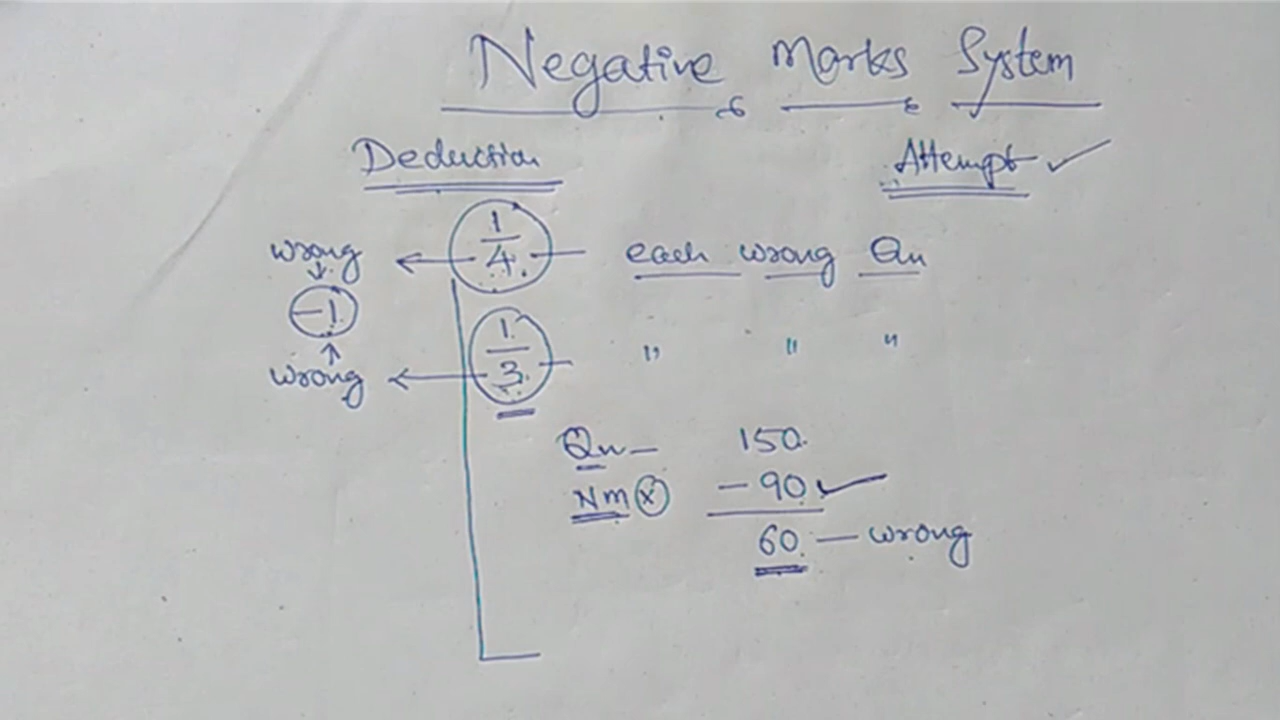 Negative Marks System
Deduction Attempt ✓
wrong ← 1/4 — each wrong Qn
↓
-1
↑
wrong ← 1/3 — " " "
Qn — 150
Nm ⓧ - 90 ✓
60 — wrong